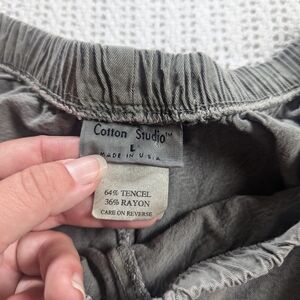 Cotton Studio™
L
MADE IN U.S.A
64% TENCEL
36% RAYON
CARE ON REVERSE